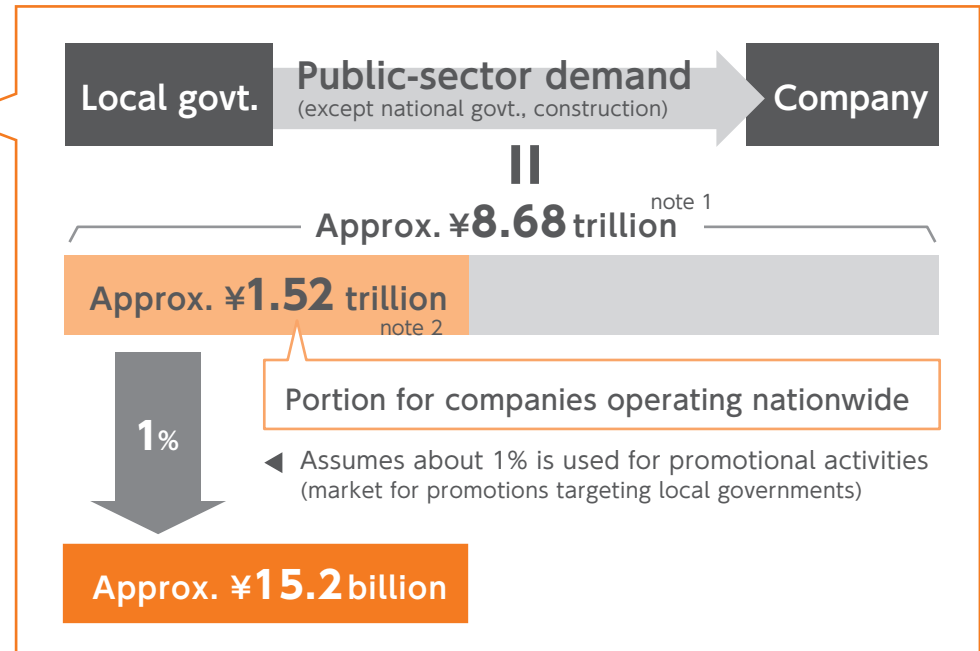 Local govt.
Public-sector demand
(except national govt., construction)
Company
Approx. ¥8.68 trillion note 1
Approx. ¥1.52 trillion
note 2
Portion for companies operating nationwide
1%
◀ Assumes about 1% is used for promotional activities
(market for promotions targeting local governments)
Approx. ¥15.2 billion